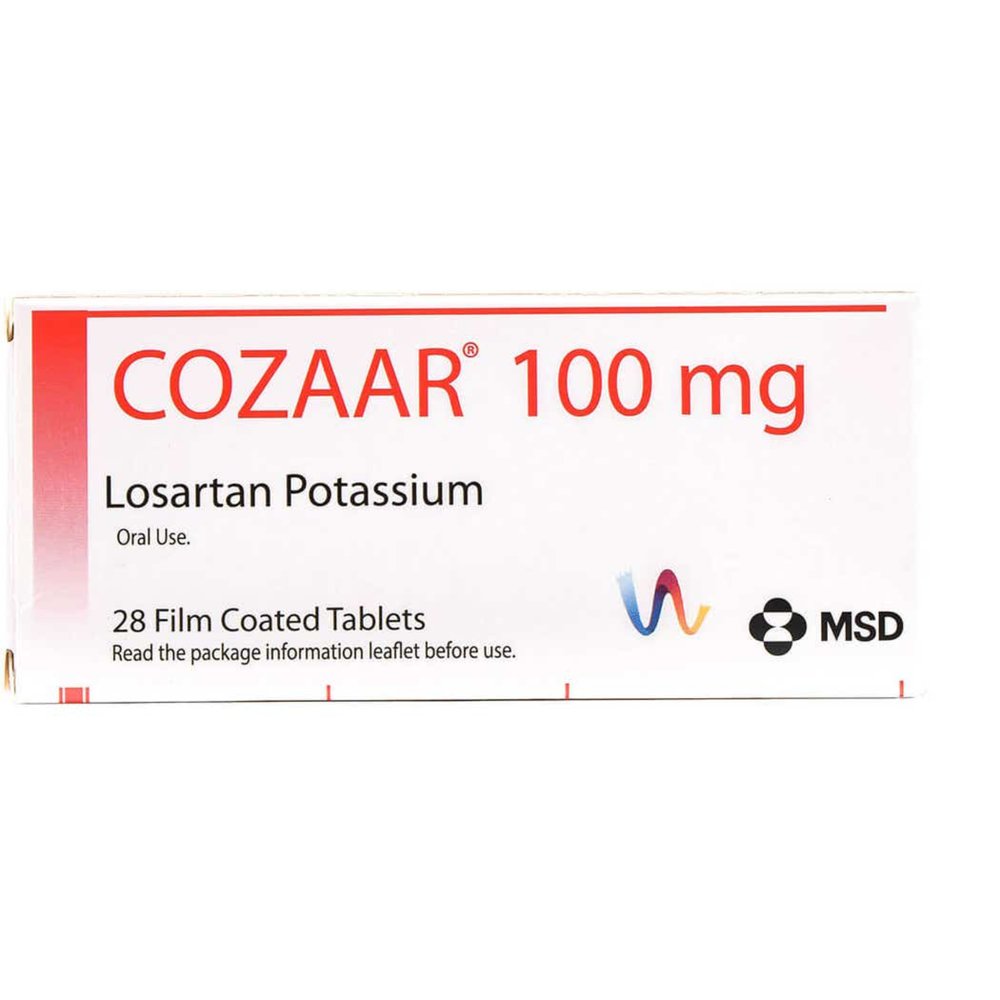 COZAAR® 100 mg
Losartan Potassium
Oral Use.
28 Film Coated Tablets
Read the package information leaflet before use.
MSD